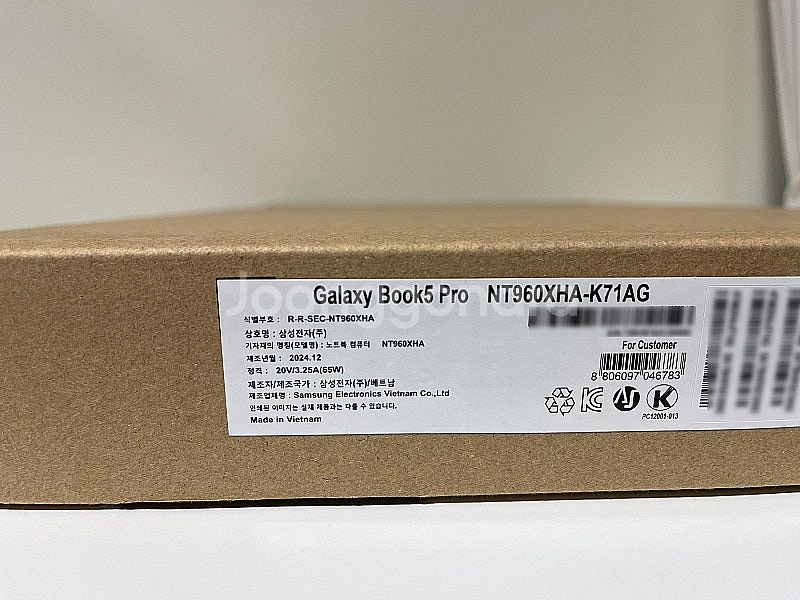 Galaxy Book5 Pro NT960XHA-K71AG
식별부호 : R-R-SEC-NT960XHA
상호명 : 삼성전자(주)
기자재의 명칭(모델명) : 노트북 컴퓨터 NT960XHA
제조년월 : 2024.12
정격 : 20V/3.25A(65W)
제조자/제조국가 : 삼성전자(주)/베트남
제조업체명 : Samsung Electronics Vietnam Co.,Ltd
인쇄된 이미지는 실제 제품과는 다를 수 있습니다.
Made in Vietnam
For Customer
8 806097 046783
PC12001-013
Joonggonara